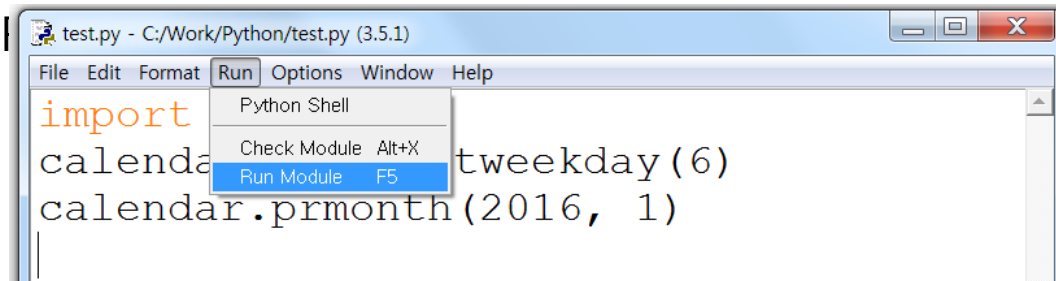 test.py - C:/Work/Python/test.py (3.5.1)
File Edit Format Run Options Window Help
Python Shell
Check Module Alt+X
Run Module F5
import
calenda tweekday(6)
calendar.prmonth(2016, 1)